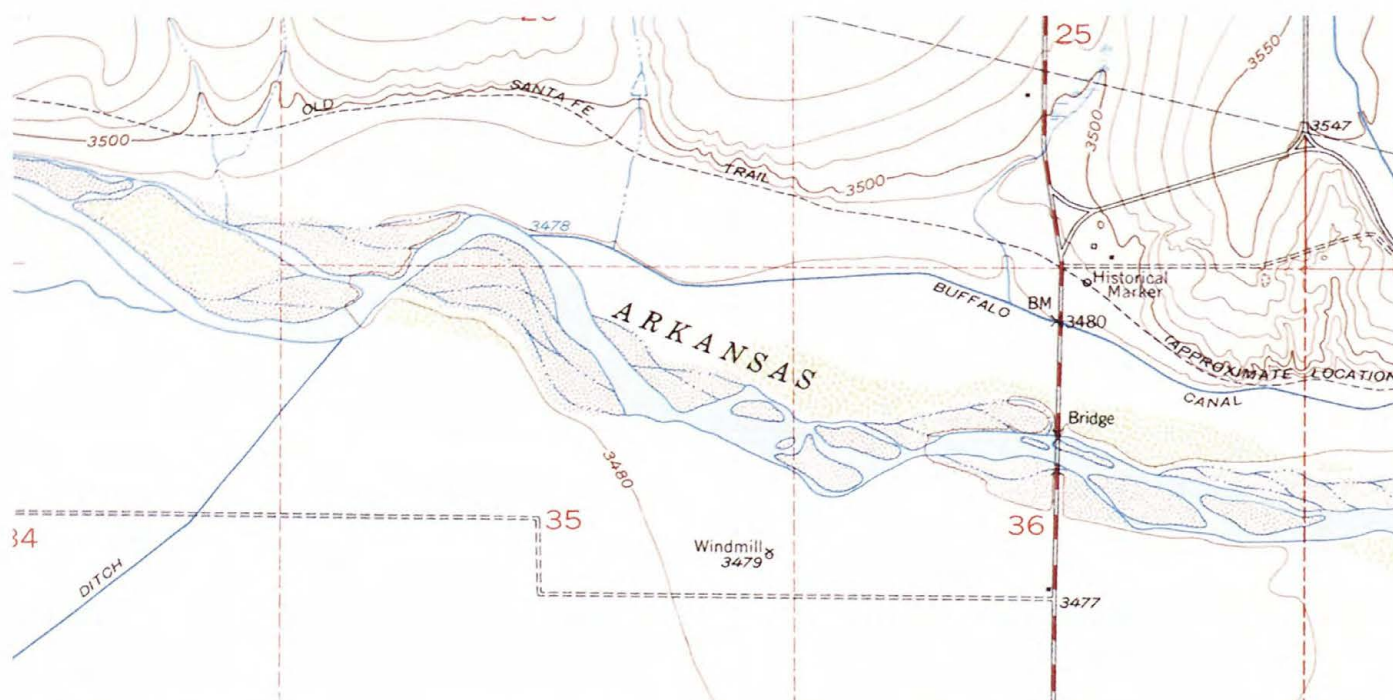 25
3550
OLD
SANTA FE
TRAIL
3500
3500
3500
3547
3478
Historical
Marker
BUFFALO
BM
3480
ARKANSAS
(APPROXIMATE LOCATION
CANAL
Bridge
3480
34
35
36
Windmill
3479
DITCH
3477